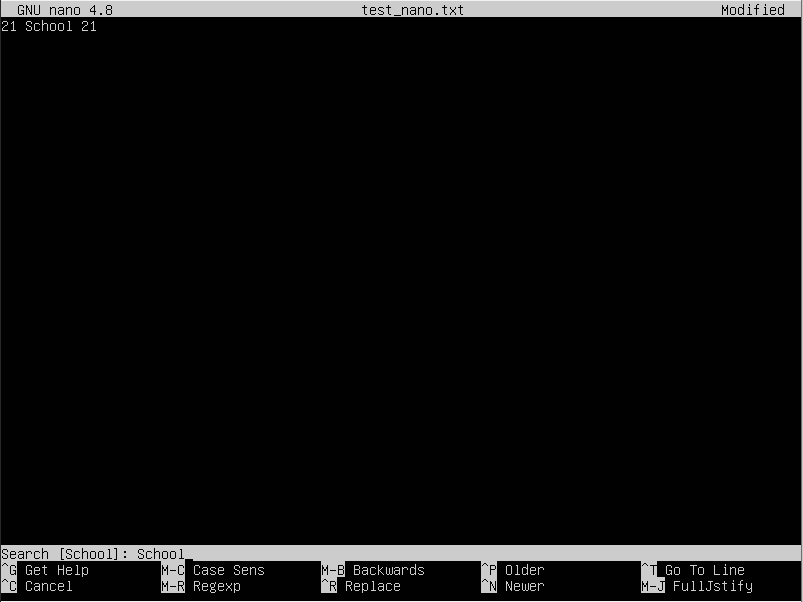 GNU nano 4.8 test_nano.txt Modified
21 School 21
Search [School]: School
^G Get Help M-C Case Sens M-B Backwards ^P Older ^T Go To Line
^C Cancel M-R Regexp ^R Replace ^N Newer M-J FullJstify